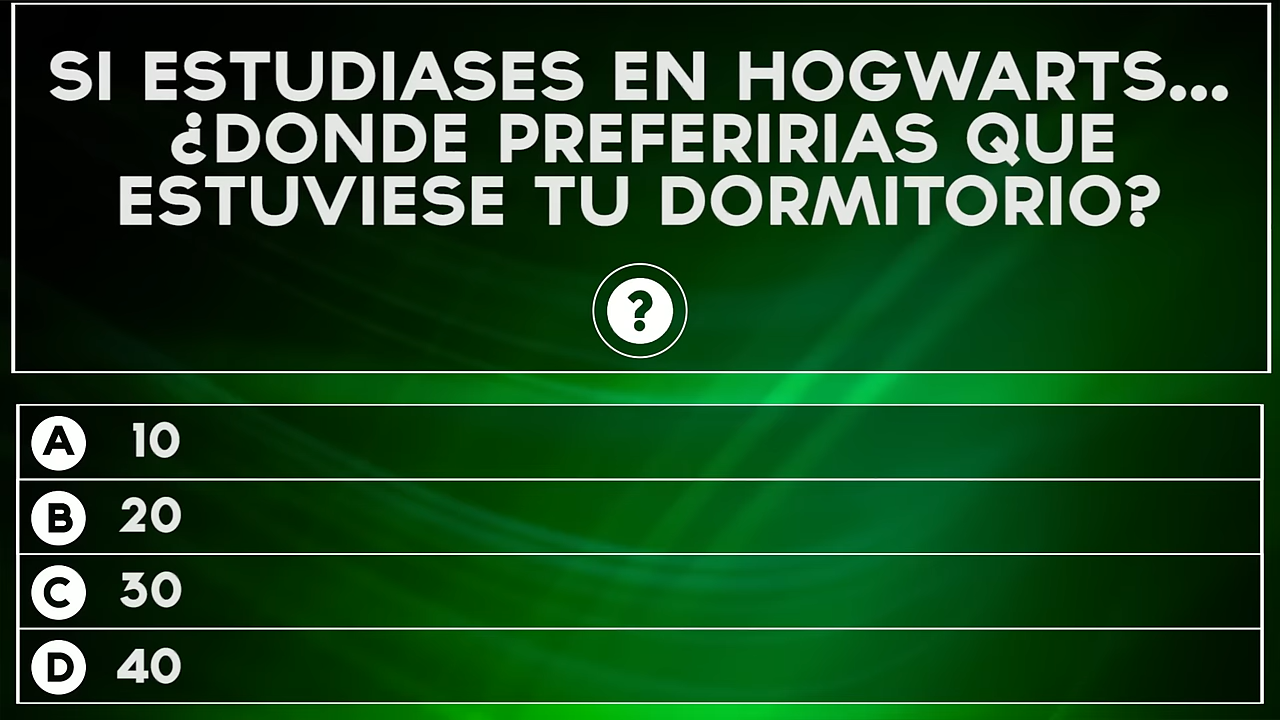 SI ESTUDIASES EN HOGWARTS...
¿DONDE PREFERIRIAS QUE
ESTUVIESE TU DORMITORIO?
?
A 10
B 20
C 30
D 40